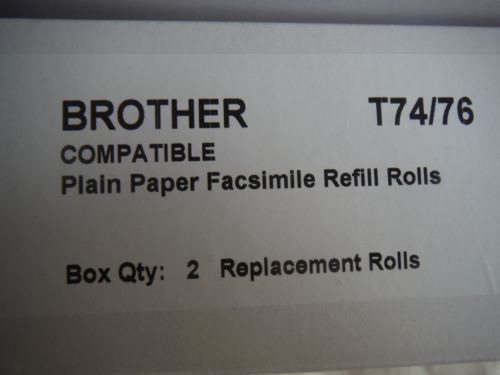 BROTHER T74/76
COMPATIBLE
Plain Paper Facsimile Refill Rolls
Box Qty: 2 Replacement Rolls